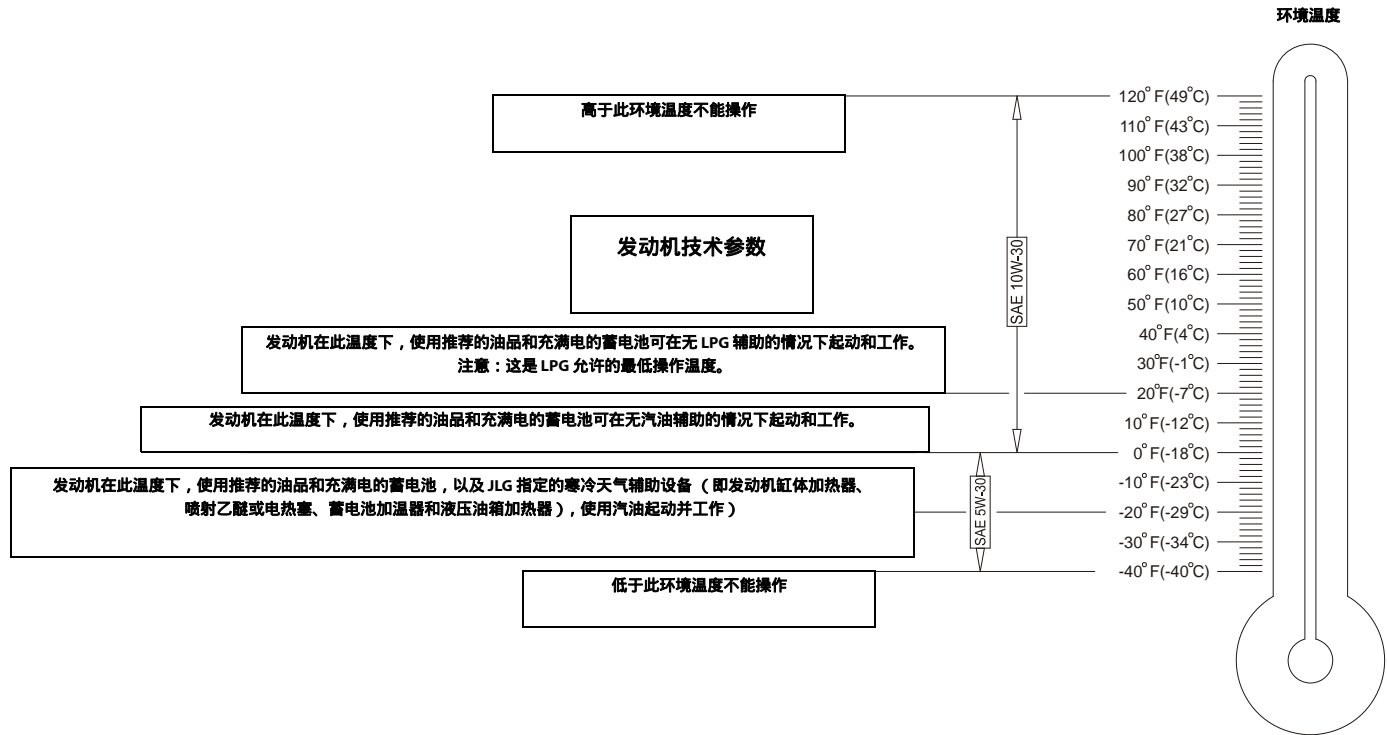 环境温度
高于此环境温度不能操作
发动机技术参数
发动机在此温度下，使用推荐的油品和充满电的蓄电池可在无 LPG 辅助的情况下起动和工作。
注意：这是 LPG 允许的最低操作温度。
发动机在此温度下，使用推荐的油品和充满电的蓄电池可在无汽油辅助的情况下起动和工作。
发动机在此温度下，使用推荐的油品和充满电的蓄电池，以及 JLG 指定的寒冷天气辅助设备（即发动机缸体加热器、
喷射乙醚或电热塞、蓄电池加温器和液压油箱加热器），使用汽油起动并工作）
低于此环境温度不能操作
SAE 10W-30
SAE 5W-30
120° F(49°C)
110° F(43°C)
100° F(38°C)
90° F(32°C)
80° F(27°C)
70° F(21°C)
60° F(16°C)
50° F(10°C)
40° F(4°C)
30°F(-1°C)
20°F(-7°C)
10° F(-12°C)
0° F(-18°C)
-10° F(-23°C)
-20° F(-29°C)
-30° F(-34°C)
-40° F(-40°C)